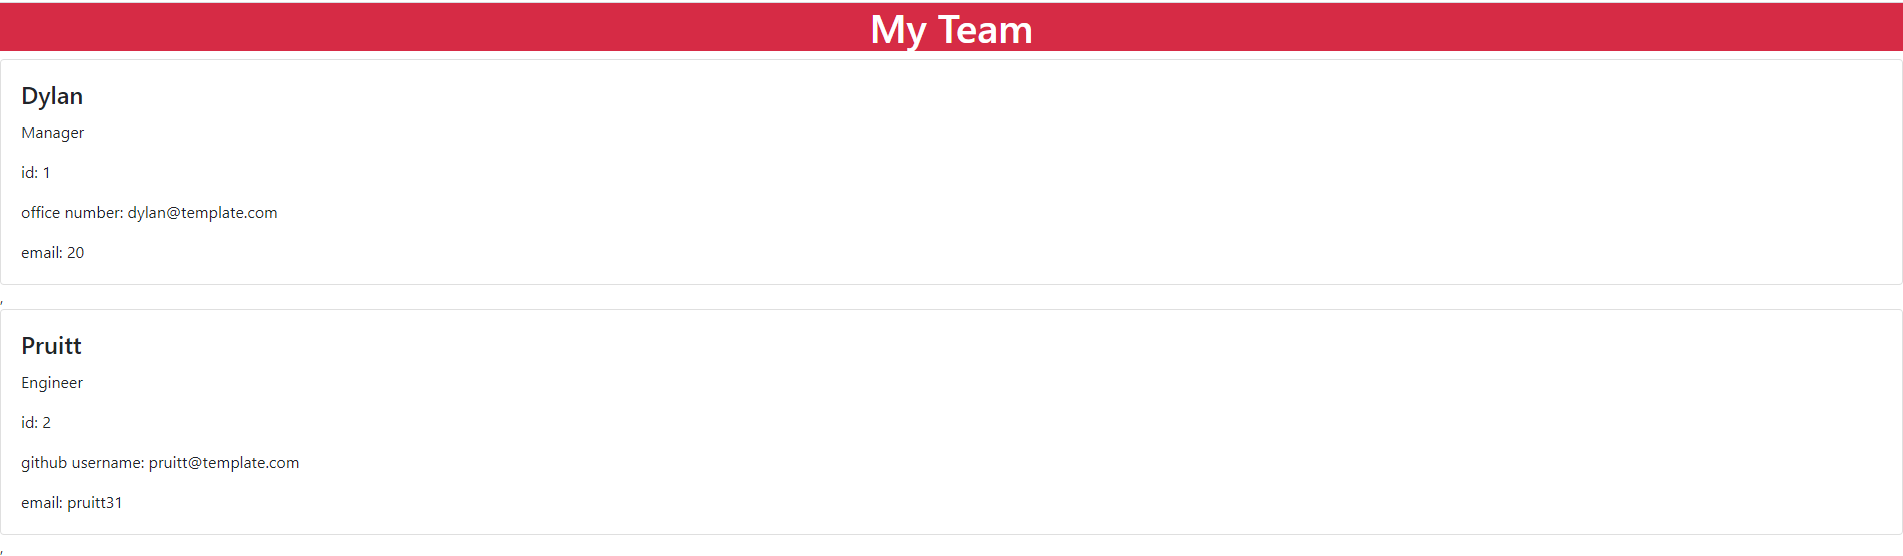 My Team
Dylan
Manager
id: 1
office number: dylan@template.com
email: 20
,
Pruitt
Engineer
id: 2
github username: pruitt@template.com
email: pruitt31
,